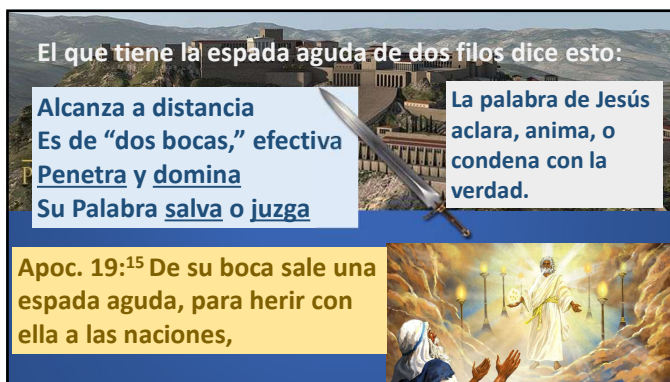 El que tiene la espada aguda de dos filos dice esto:
Alcanza a distancia
Es de “dos bocas,” efectiva
Penetra y domina
Su Palabra salva o juzga
La palabra de Jesús
aclara, anima, o
condena con la
verdad.
Apoc. 19:15 De su boca sale una
espada aguda, para herir con
ella a las naciones,